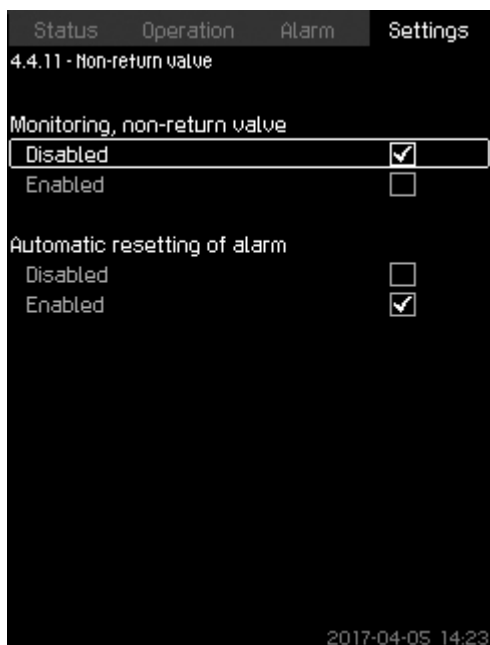 Status Operation Alarm Settings
4.4.11 - Non-return valve
Monitoring, non-return valve
Disabled
Enabled
Automatic resetting of alarm
Disabled
Enabled
2017-04-05 14:23